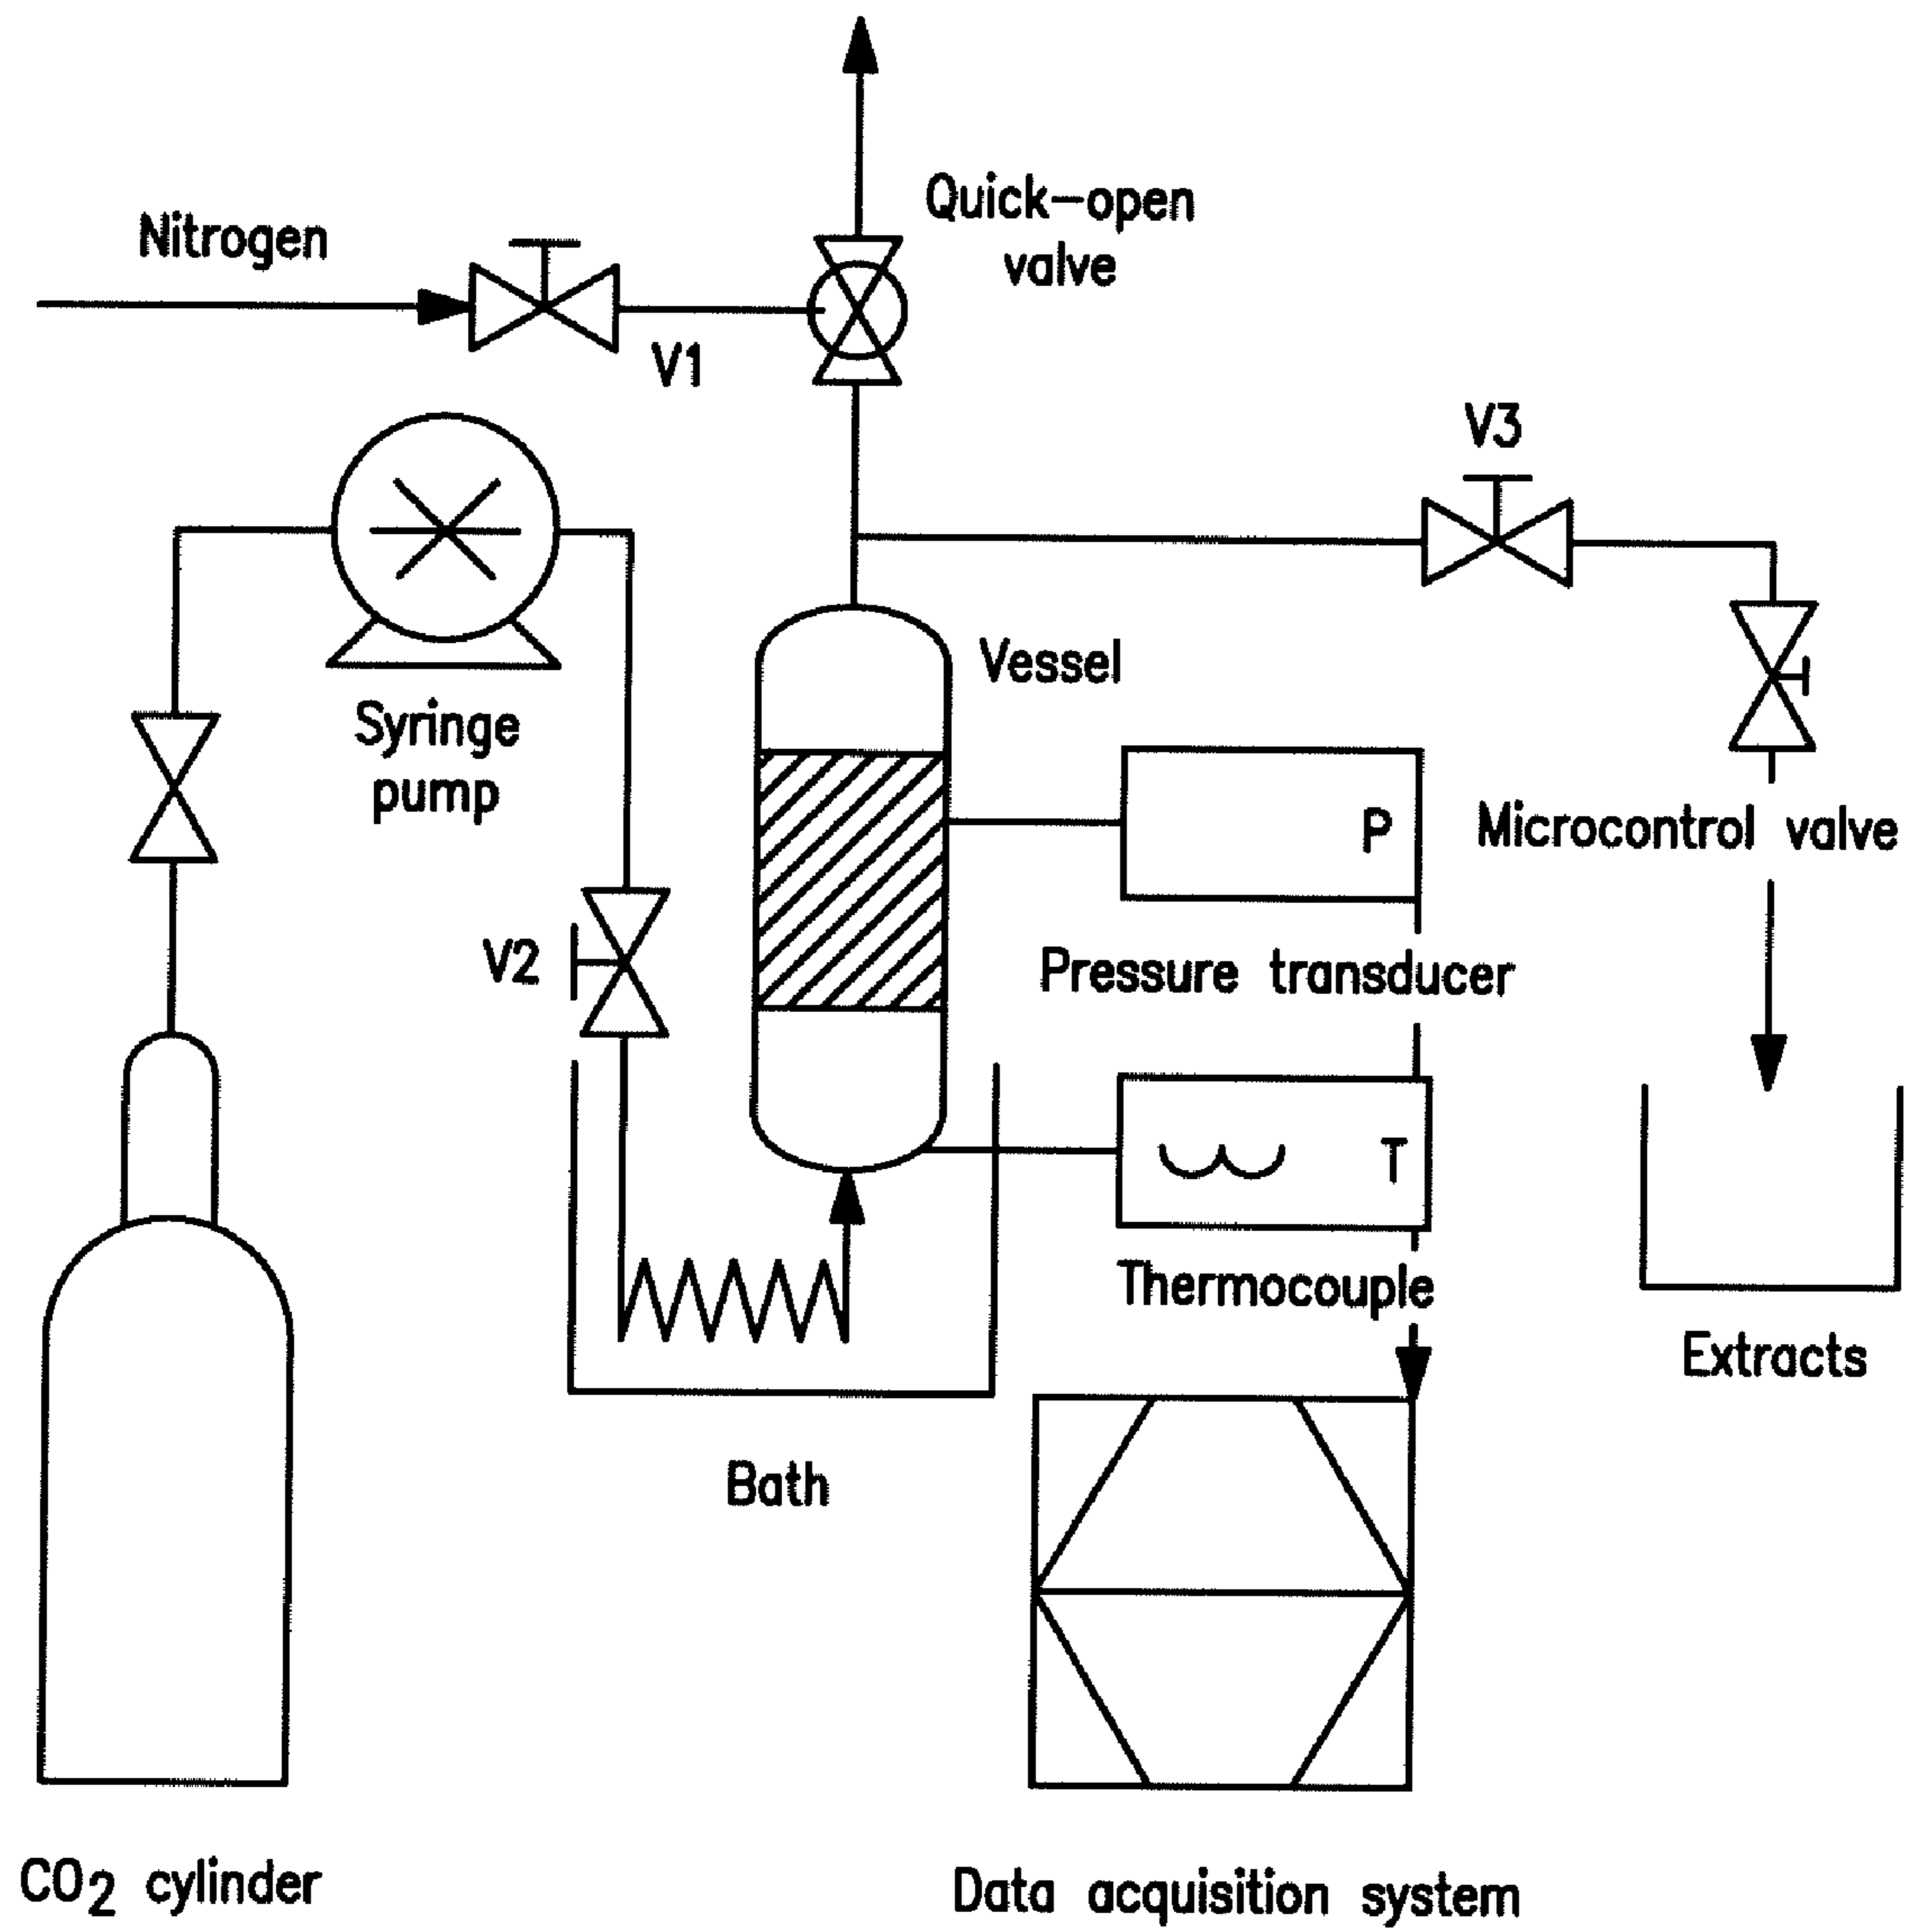 Quick-open
valve
Nitrogen
V1
V3
Syringe
pump
Vessel
P
Microcontrol valve
V2
Pressure transducer
T
Thermocouple
Extracts
Bath
CO2 cylinder
Data acquisition system